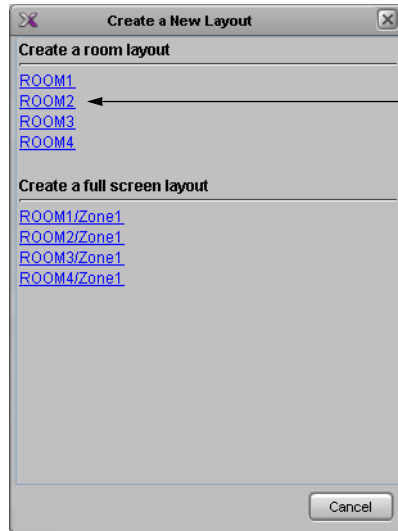 Create a New Layout
Create a room layout
ROOM1
ROOM2
ROOM3
ROOM4
Create a full screen layout
ROOM1/Zone1
ROOM2/Zone1
ROOM3/Zone1
ROOM4/Zone1
Cancel